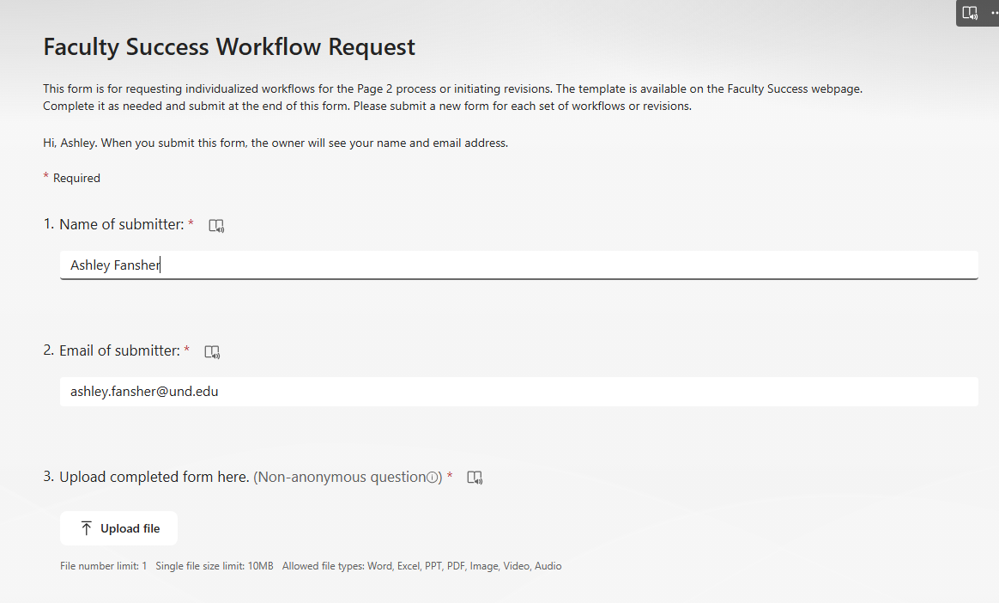 Faculty Success Workflow Request
This form is for requesting individualized workflows for the Page 2 process or initiating revisions. The template is available on the Faculty Success webpage.
Complete it as needed and submit at the end of this form. Please submit a new form for each set of workflows or revisions.
Hi, Ashley. When you submit this form, the owner will see your name and email address.
* Required
1. Name of submitter: *
Ashley Fansher
2. Email of submitter: *
ashley.fansher@und.edu
3. Upload completed form here. (Non-anonymous question) *
Upload file
File number limit: 1 Single file size limit: 10MB Allowed file types: Word, Excel, PPT, PDF, Image, Video, Audio